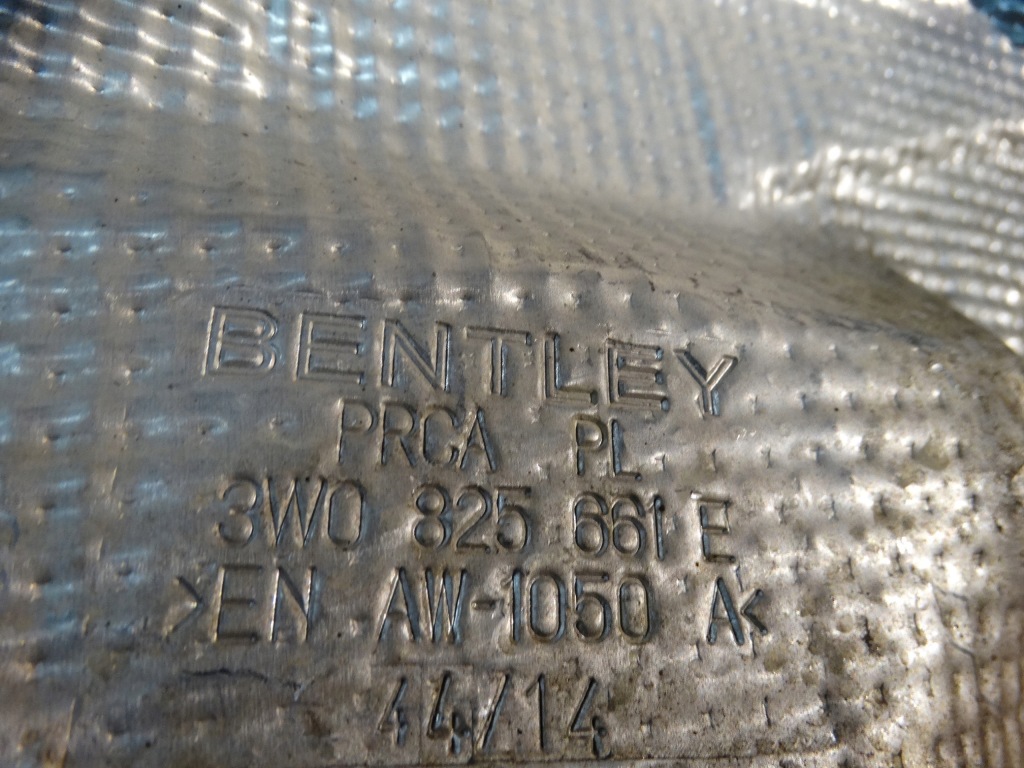 BENTLEY
PRCA PL
3W0 825 661 E
>EN AW-1050 A<
44/14